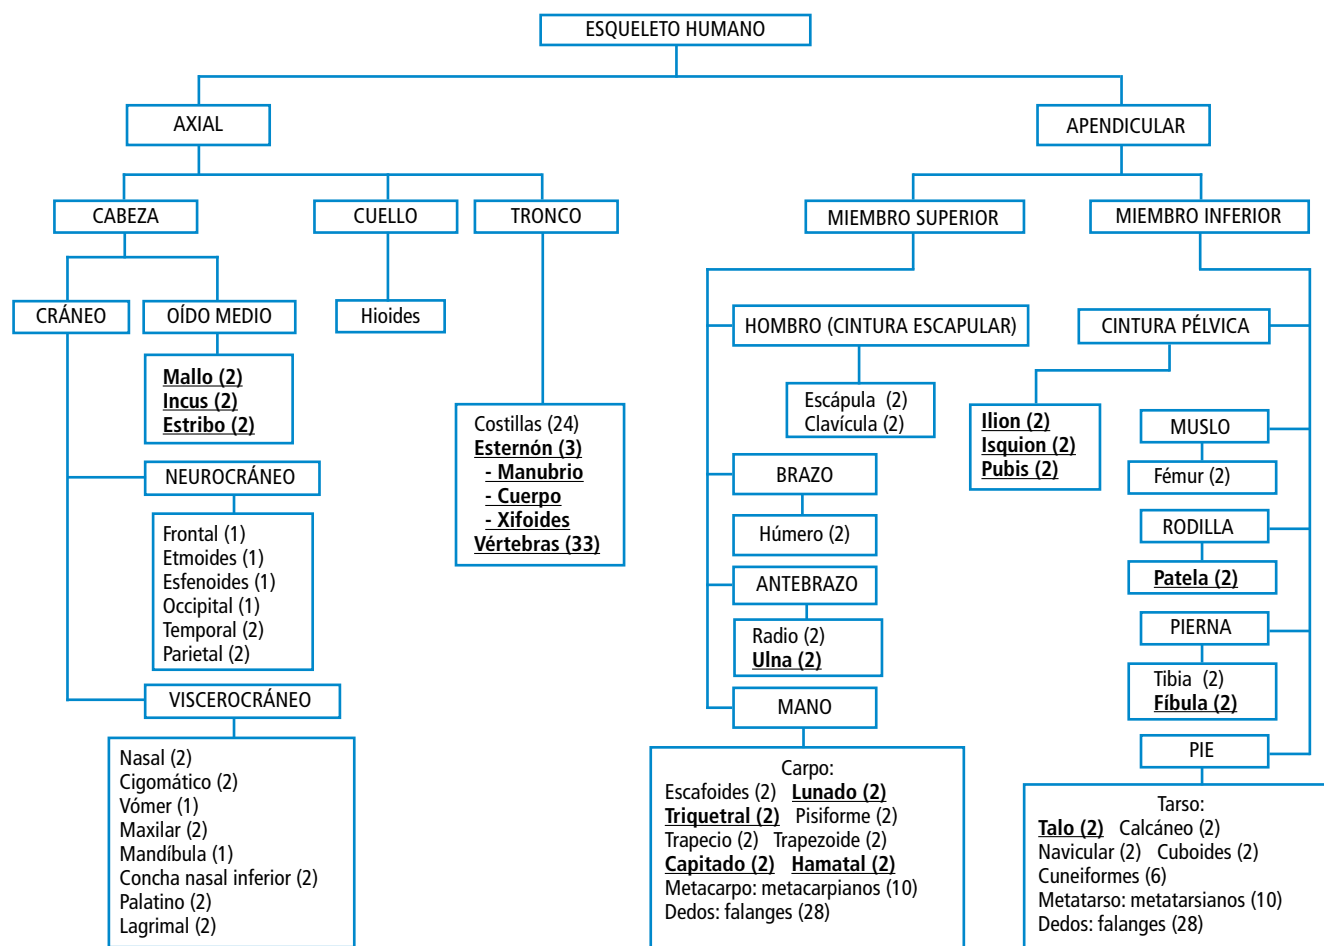 ESQUELETO HUMANO
AXIAL
APENDICULAR
CABEZA
CUELLO
TRONCO
MIEMBRO SUPERIOR
MIEMBRO INFERIOR
CRÁNEO
OÍDO MEDIO
Hioides
HOMBRO (CINTURA ESCAPULAR)
CINTURA PÉLVICA
Mallo (2)
Incus (2)
Estribo (2)
Costillas (24)
Esternón (3)
- Manubrio
- Cuerpo
- Xifoides
Vértebras (33)
Escápula (2)
Clavícula (2)
Ilion (2)
Isquion (2)
Pubis (2)
MUSLO
Fémur (2)
NEUROCRÁNEO
Frontal (1)
Etmoides (1)
Esfenoides (1)
Occipital (1)
Temporal (2)
Parietal (2)
BRAZO
Húmero (2)
RODILLA
Patela (2)
ANTEBRAZO
Radio (2)
Ulna (2)
PIERNA
Tibia (2)
Fíbula (2)
VISCEROCRÁNEO
Nasal (2)
Cigomático (2)
Vómer (1)
Maxilar (2)
Mandíbula (1)
Concha nasal inferior (2)
Palatino (2)
Lagrimal (2)
MANO
Carpo:
Escafoides (2) Lunado (2)
Triquetral (2) Pisiforme (2)
Trapecio (2) Trapezoide (2)
Capitado (2) Hamatal (2)
Metacarpo: metacarpianos (10)
Dedos: falanges (28)
PIE
Tarso:
Talo (2) Calcáneo (2)
Navicular (2) Cuboides (2)
Cuneiformes (6)
Metatarso: metatarsianos (10)
Dedos: falanges (28)